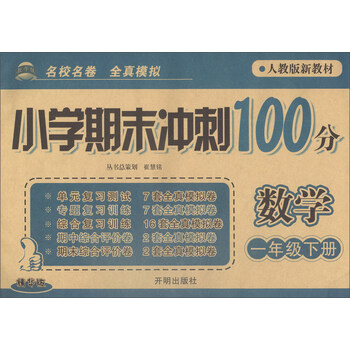 名校名卷 全真模拟
人教版新教材
小学期末冲刺100分
丛书总策划
数学
一年级下册
※ 单元复习测试 7套全真模拟卷
※ 专题复习训练 7套全真模拟卷
※ 综合复习训练 16套全真模拟卷
※ 期中综合评价卷 2套全真模拟卷
※ 期末综合评价卷 2套全真模拟卷
开明出版社